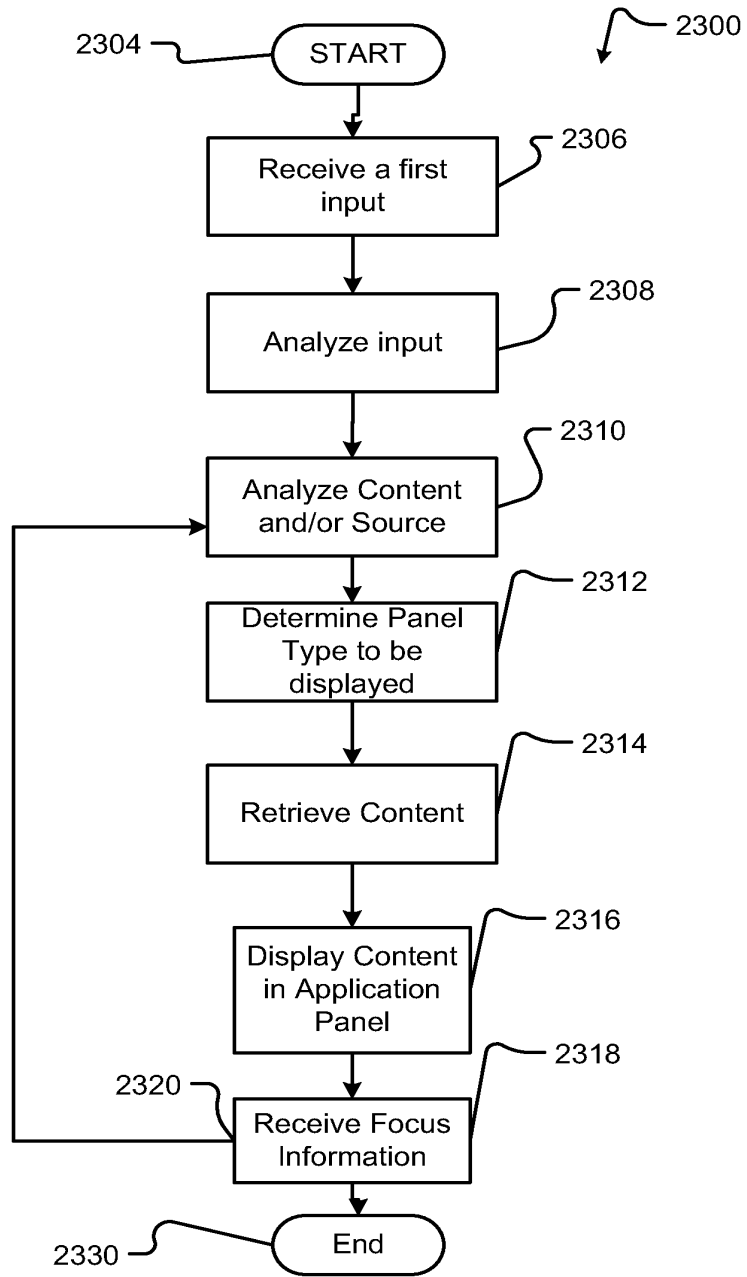 2300
2304
START
2306
Receive a first
input
2308
Analyze input
2310
Analyze Content
and/or Source
2312
Determine Panel
Type to be
displayed
2314
Retrieve Content
2316
Display Content
in Application
Panel
2318
2320
Receive Focus
Information
2330
End